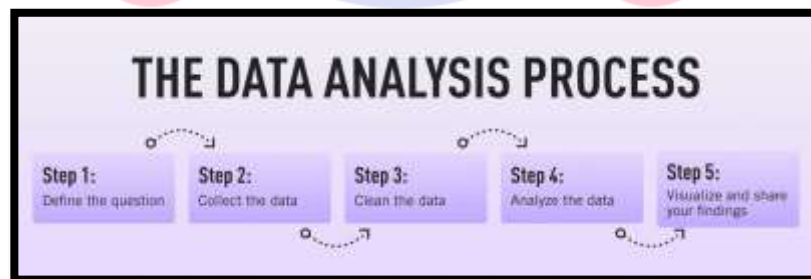 THE DATA ANALYSIS PROCESS
Step 1:
Define the question
Step 2:
Collect the data
Step 3:
Clean the data
Step 4:
Analyze the data
Step 5:
Visualize and share
your findings